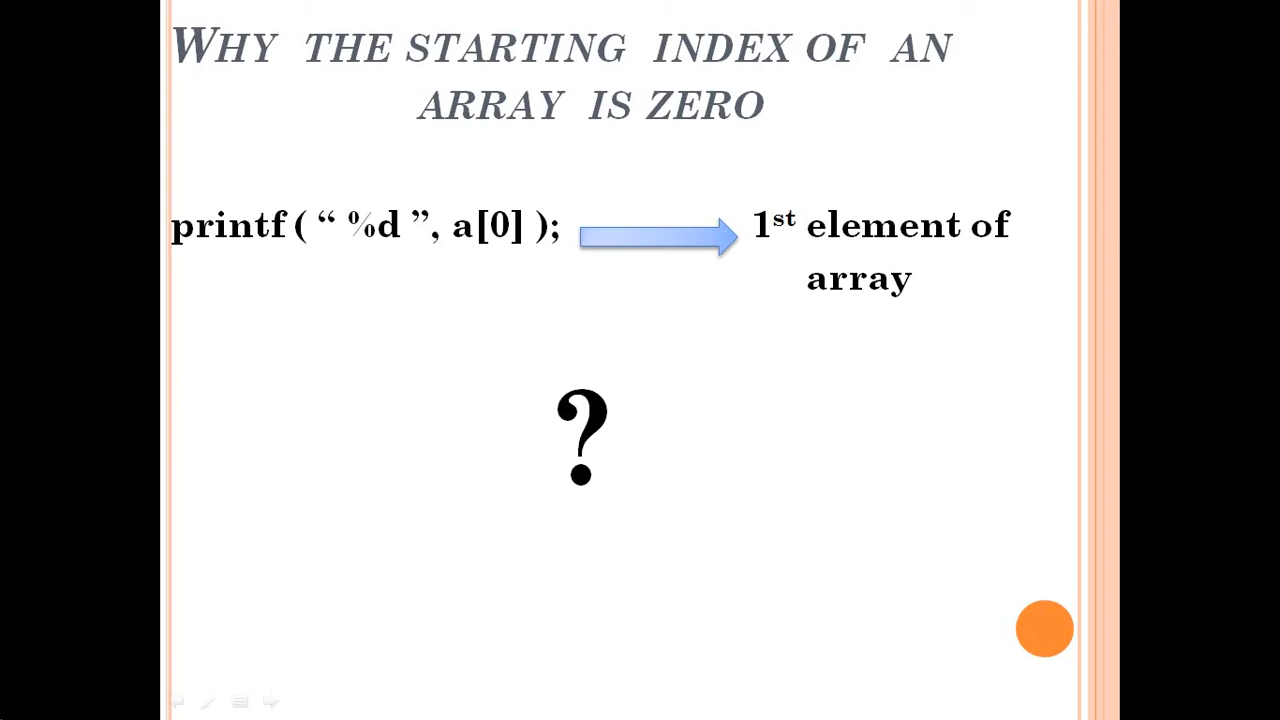 WHY THE STARTING INDEX OF AN
ARRAY IS ZERO
printf ( “ %d ”, a[0] ); 1st element of
array
?